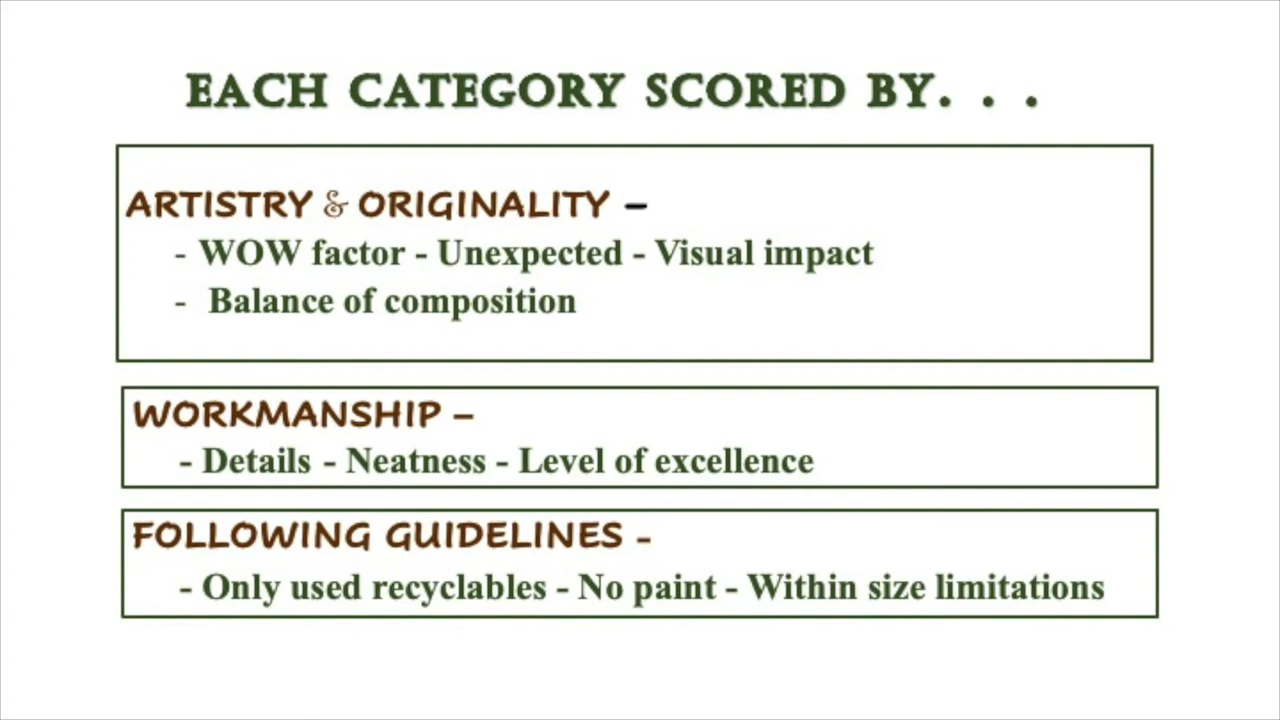 EACH CATEGORY SCORED BY. . .
ARTISTRY & ORIGINALITY –
- WOW factor - Unexpected - Visual impact
- Balance of composition
WORKMANSHIP –
- Details - Neatness - Level of excellence
FOLLOWING GUIDELINES -
- Only used recyclables - No paint - Within size limitations